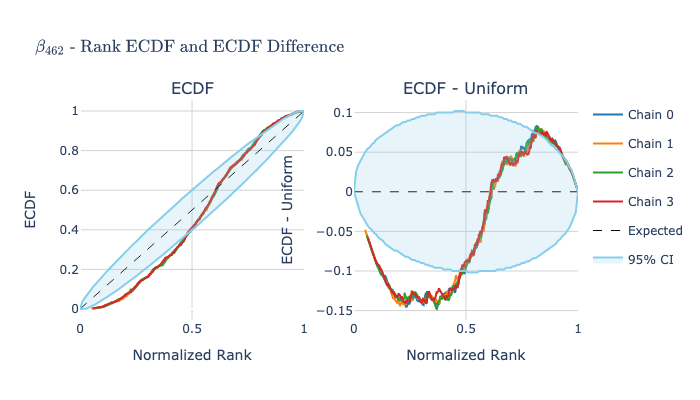 β₄₆₂ - Rank ECDF and ECDF Difference
ECDF
ECDF - Uniform
ECDF
1
0.8
0.6
0.4
0.2
0
0
0.5
1
Normalized Rank
ECDF - Uniform
0.1
0.05
0
−0.05
−0.1
−0.15
0
0.5
1
Normalized Rank
Chain 0
Chain 1
Chain 2
Chain 3
Expected
95% CI